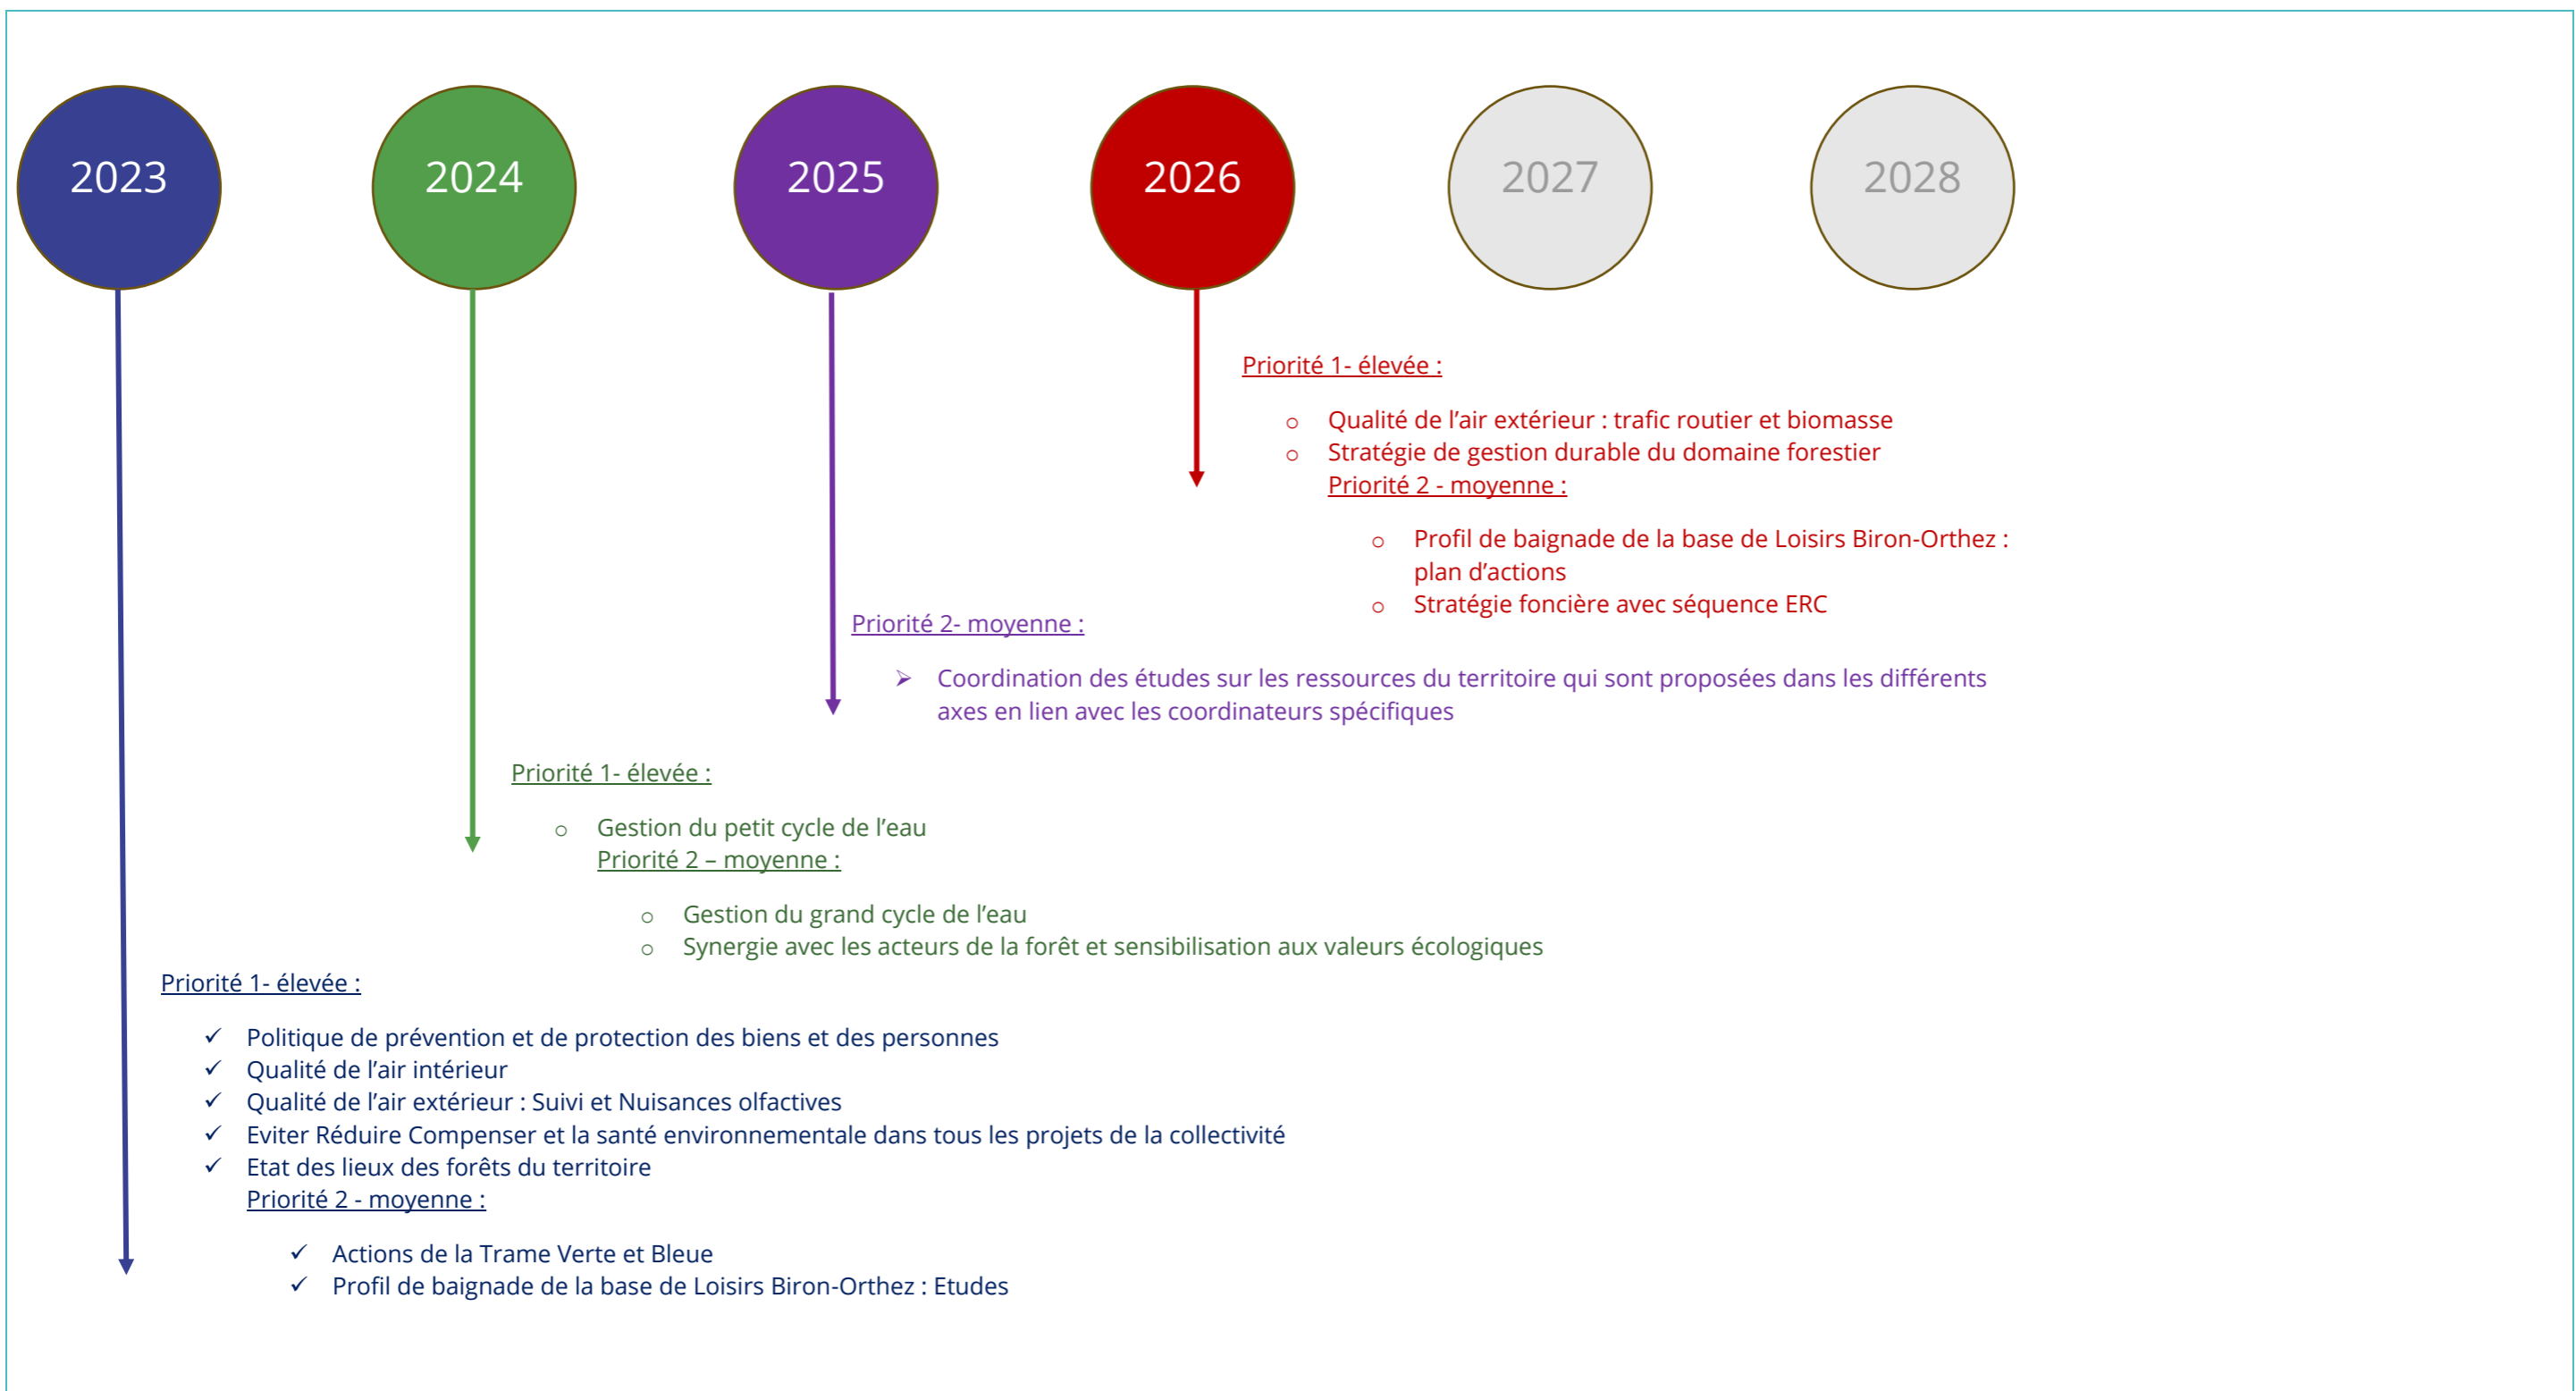 2023
2024
2025
2026
2027
2028
Priorité 1- élevée :
o Qualité de l’air extérieur : trafic routier et biomasse
o Stratégie de gestion durable du domaine forestier
Priorité 2 - moyenne :
o Profil de baignade de la base de Loisirs Biron-Orthez :
plan d’actions
o Stratégie foncière avec séquence ERC
Priorité 2- moyenne :
➢ Coordination des études sur les ressources du territoire qui sont proposées dans les différents
axes en lien avec les coordinateurs spécifiques
Priorité 1- élevée :
o Gestion du petit cycle de l’eau
Priorité 2 – moyenne :
o Gestion du grand cycle de l’eau
o Synergie avec les acteurs de la forêt et sensibilisation aux valeurs écologiques
Priorité 1- élevée :
✓ Politique de prévention et de protection des biens et des personnes
✓ Qualité de l’air intérieur
✓ Qualité de l’air extérieur : Suivi et Nuisances olfactives
✓ Eviter Réduire Compenser et la santé environnementale dans tous les projets de la collectivité
✓ Etat des lieux des forêts du territoire
Priorité 2 - moyenne :
✓ Actions de la Trame Verte et Bleue
✓ Profil de baignade de la base de Loisirs Biron-Orthez : Etudes